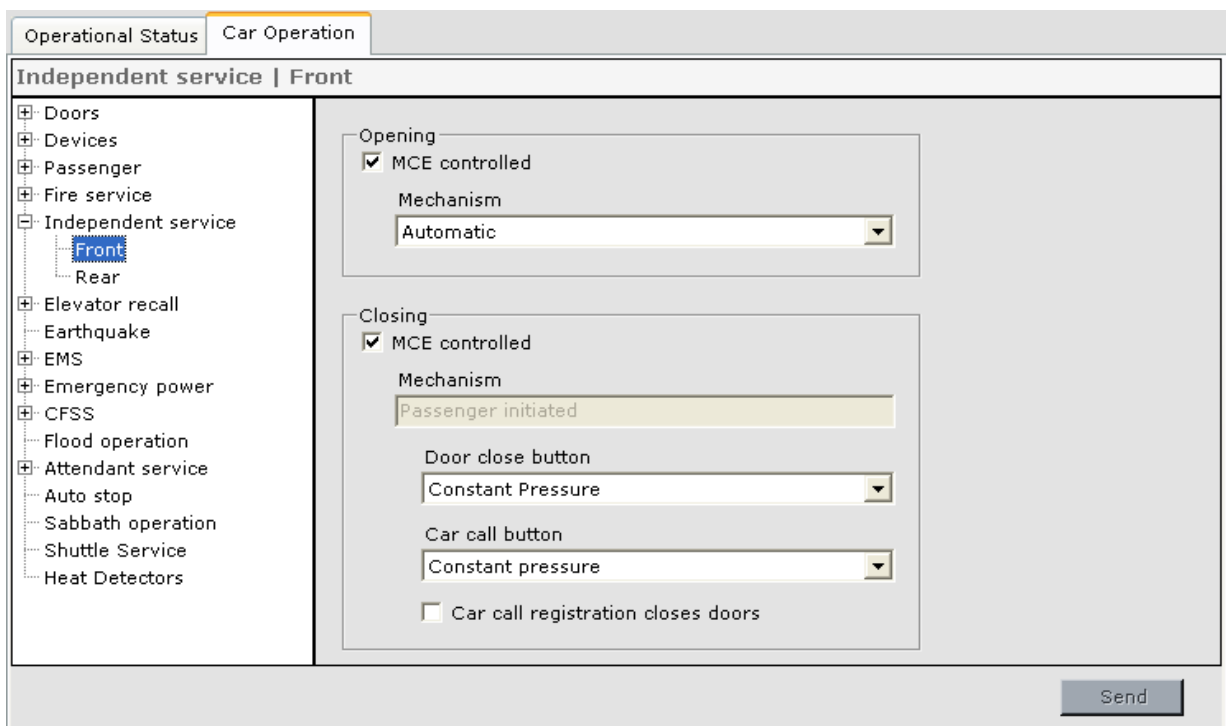 Operational Status
Car Operation
Independent service | Front
Doors
Devices
Passenger
Fire service
Independent service
Front
Rear
Elevator recall
Earthquake
EMS
Emergency power
CFSS
Flood operation
Attendant service
Auto stop
Sabbath operation
Shuttle Service
Heat Detectors
Opening
MCE controlled
Mechanism
Automatic
Closing
MCE controlled
Mechanism
Passenger initiated
Door close button
Constant Pressure
Car call button
Constant pressure
Car call registration closes doors
Send